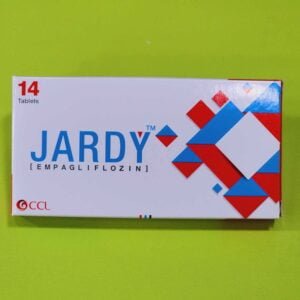 14
Tablets
JARDY™
[EMPAGLIFLOZIN]
CCL